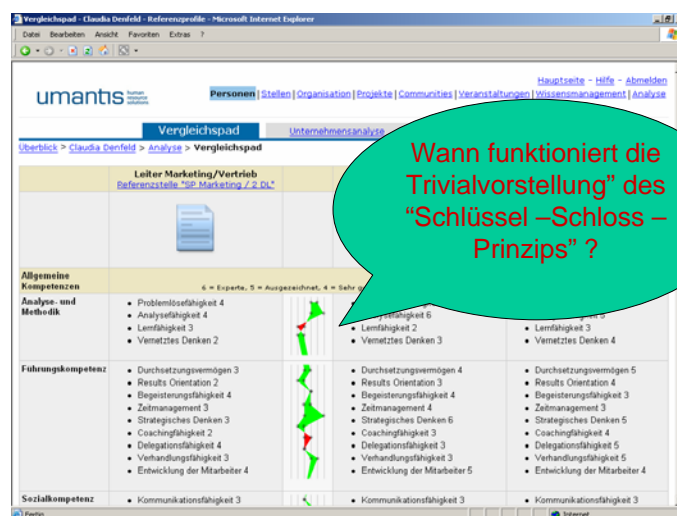 Vergleichspad - Claudia Denfeld - Referenzprofile - Microsoft Internet Explorer
Datei Bearbeiten Ansicht Favoriten Extras ?
Hauptseite - Hilfe - Abmelden
umantis human resource solutions
Personen | Stellen | Organisation | Projekte | Communities | Veranstaltungen | Wissensmanagement | Analyse
Vergleichspad Unternehmensanalyse
Überblick > Claudia Denfeld > Analyse > Vergleichspad
Wann funktioniert die
Trivialvorstellung” des
“Schlüssel –Schloss –
Prinzips” ?
Leiter Marketing/Vertrieb
Referenzstelle "SP Marketing / 2 DL"
Allgemeine
Kompetenzen
6 = Experte, 5 = Ausgezeichnet, 4 = Sehr
Analyse- und
Methodik
• Problemlösefähigkeit 4
• Analysefähigkeit 4
• Lernfähigkeit 3
• Vernetztes Denken 2
6
• Lernfähigkeit 2
• Vernetztes Denken 3
• Lernfähigkeit 3
• Vernetztes Denken 4
Führungskompetenz
• Durchsetzungsvermögen 3
• Results Orientation 2
• Begeisterungsfähigkeit 4
• Zeitmanagement 3
• Strategisches Denken 3
• Coachingfähigkeit 2
• Delegationsfähigkeit 4
• Verhandlungsfähigkeit 3
• Entwicklung der Mitarbeiter 4
• Durchsetzungsvermögen 4
• Results Orientation 3
• Begeisterungsfähigkeit 4
• Zeitmanagement 4
• Strategisches Denken 6
• Coachingfähigkeit 3
• Delegationsfähigkeit 3
• Verhandlungsfähigkeit 3
• Entwicklung der Mitarbeiter 5
• Durchsetzungsvermögen 5
• Results Orientation 4
• Begeisterungsfähigkeit 3
• Zeitmanagement 3
• Strategisches Denken 5
• Coachingfähigkeit 4
• Delegationsfähigkeit 5
• Verhandlungsfähigkeit 5
• Entwicklung der Mitarbeiter 4
Sozialkompetenz
• Kommunikationsfähigkeit 3
• Kommunikationsfähigkeit 3
• Kommunikationsfähigkeit 3
Fertig
Internet